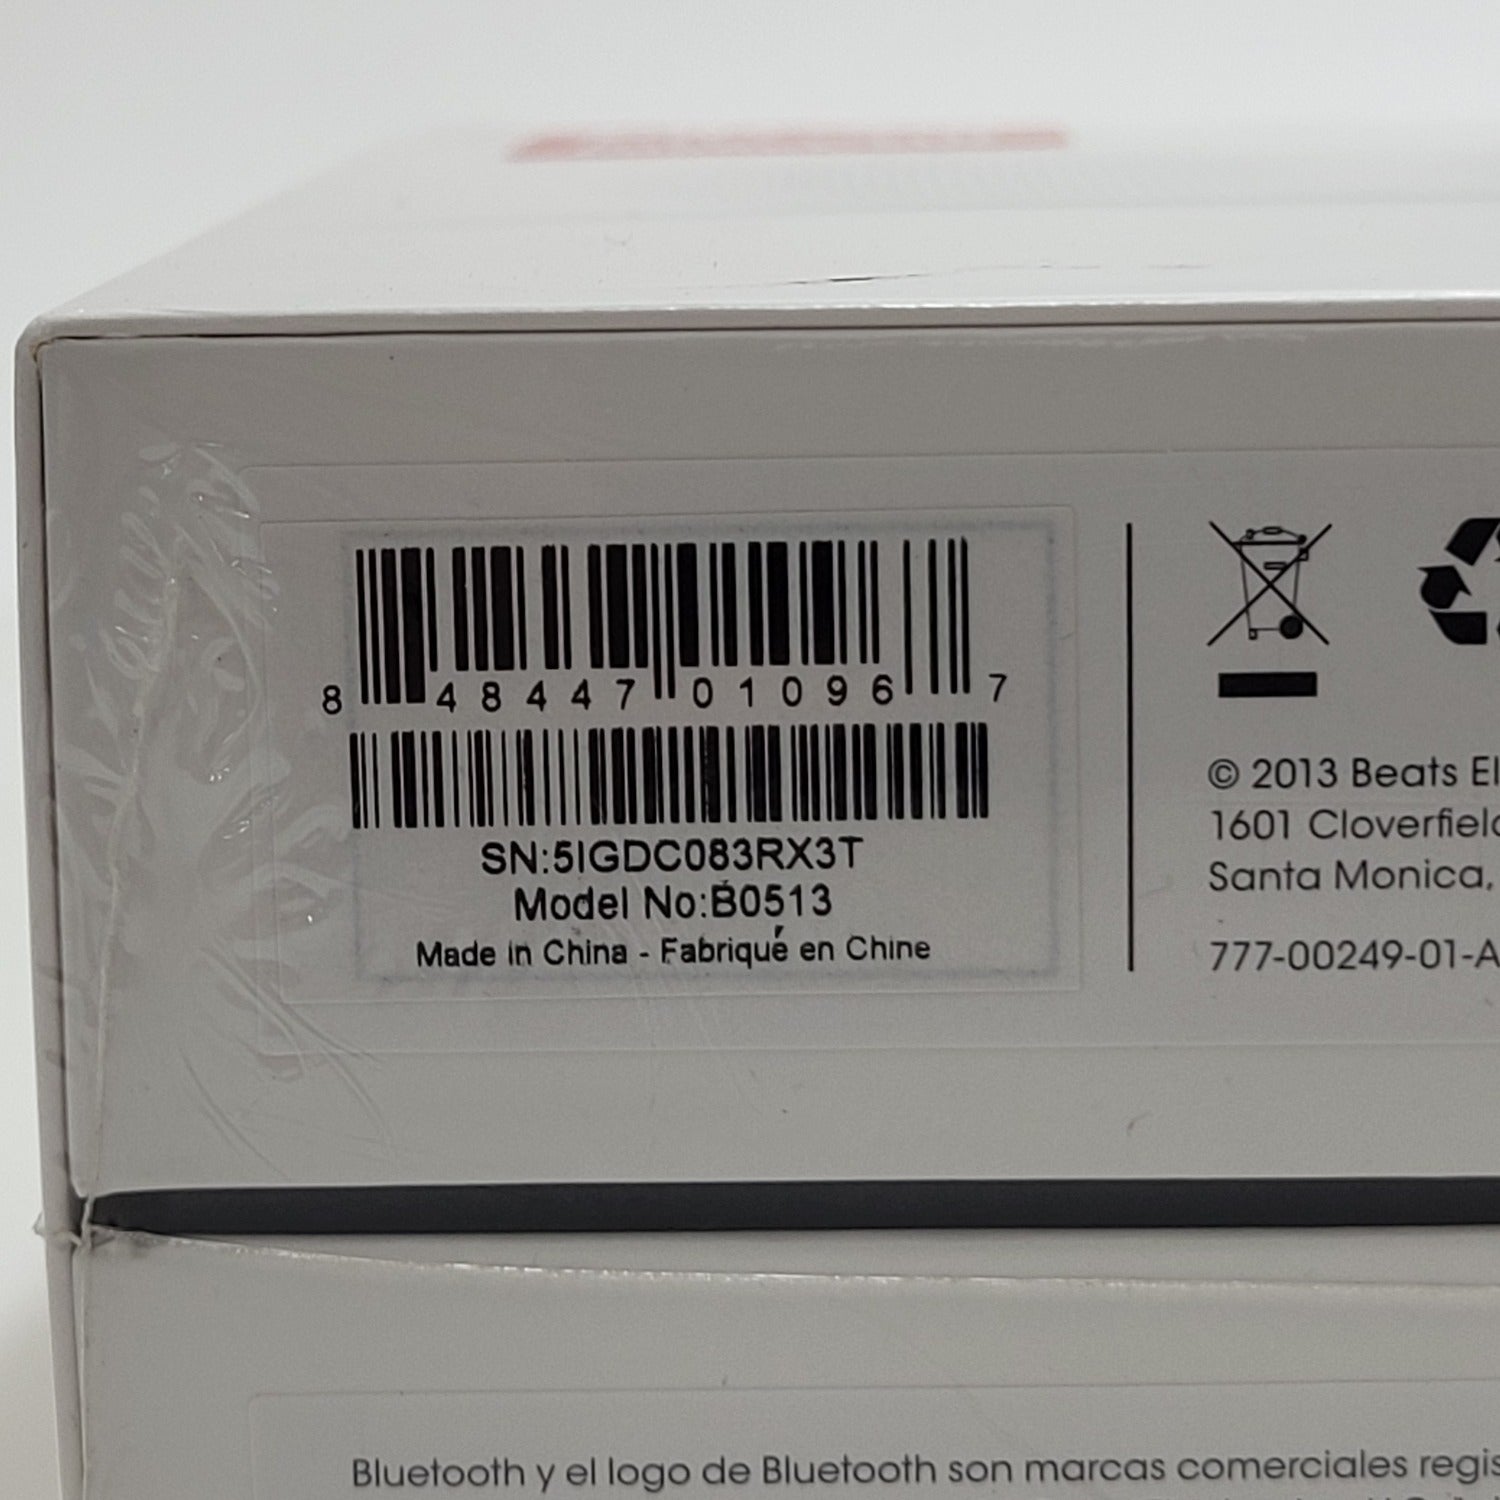 8 48447 01096 7
SN:5IGDC083RX3T
Model No:B0513
Made in China - Fabriqué en Chine
© 2013 Beats El
1601 Cloverfield
Santa Monica,
777-00249-01-A
Bluetooth y el logo de Bluetooth son marcas comerciales regis